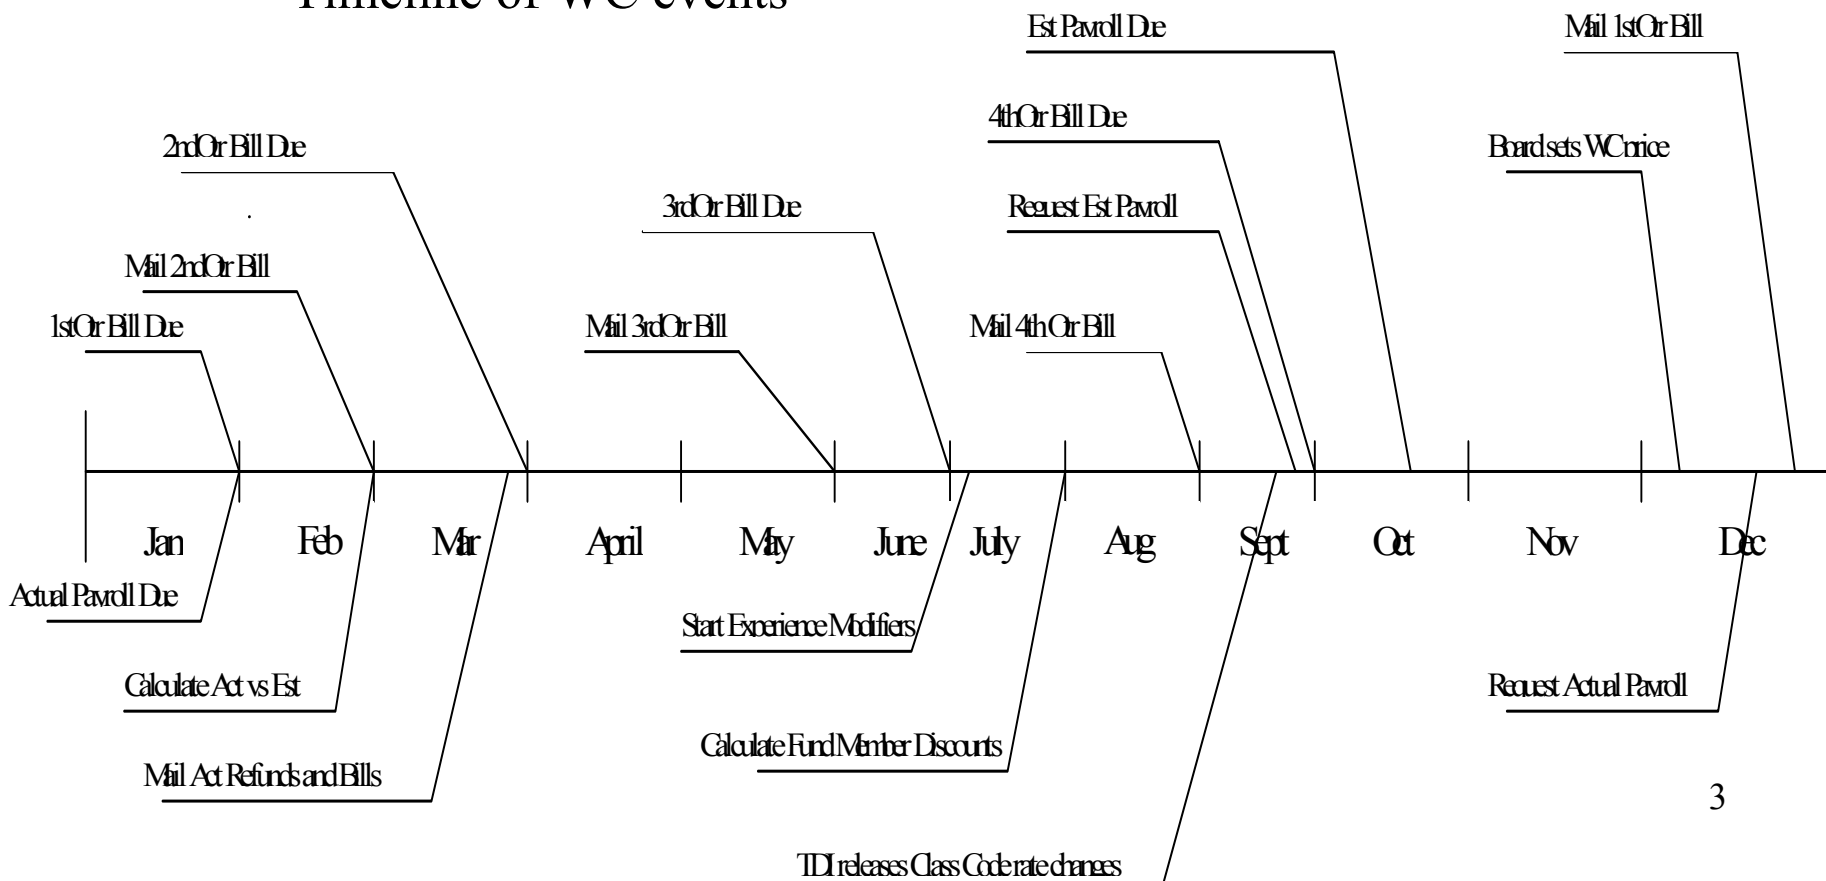 Timeline of WC events
Est Payroll Due
Mail 1st Qtr Bill
4th Qtr Bill Due
2nd Qtr Bill Due
Board sets WC price
3rd Qtr Bill Due
Request Est Payroll
Mail 2nd Qtr Bill
1st Qtr Bill Due
Mail 3rd Qtr Bill
Mail 4th Qtr Bill
Jan Feb Mar April May June July Aug Sept Oct Nov Dec
Actual Payroll Due
Start Experience Modifiers
Calculate Act vs Est
Request Actual Payroll
Calculate Fund Member Discounts
Mail Act Refunds and Bills
3
TDI releases Class Code rate changes